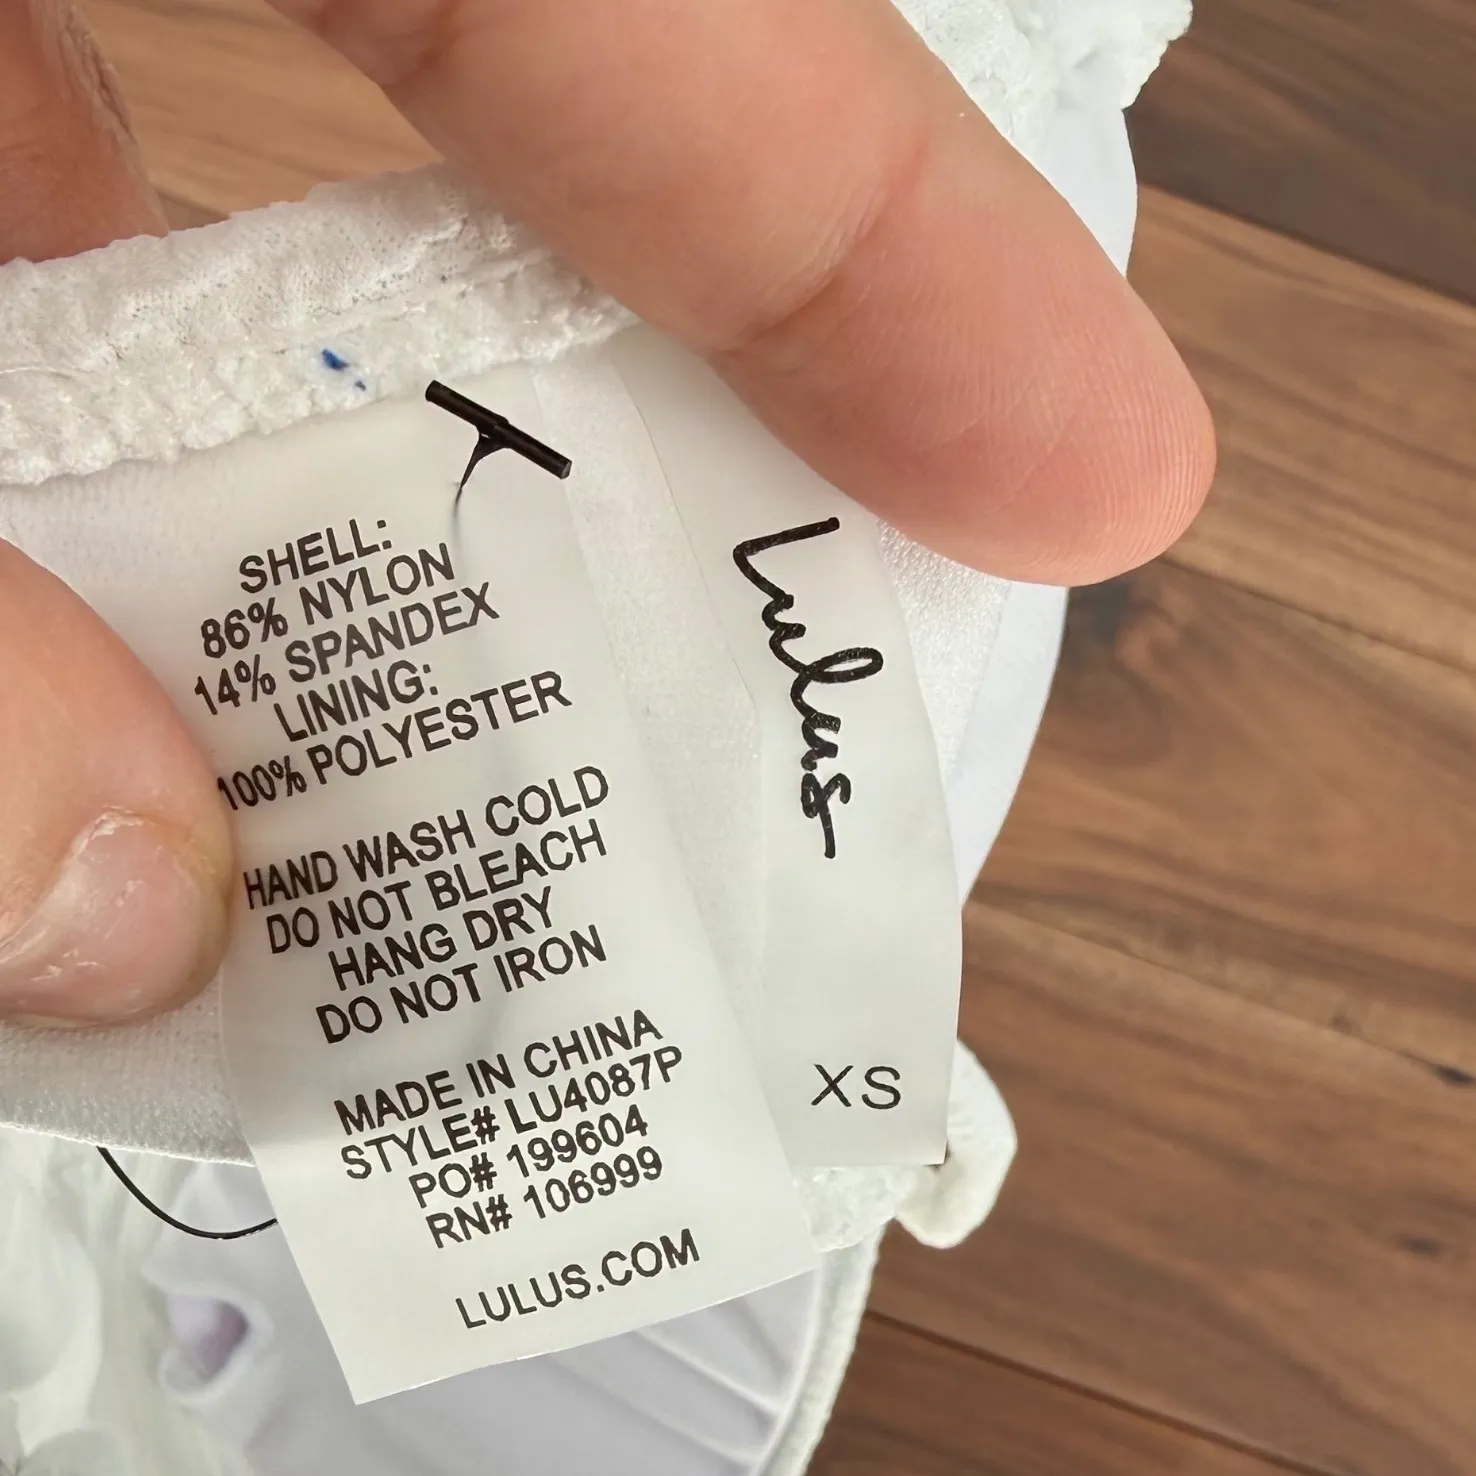 SHELL:
86% NYLON
14% SPANDEX
LINING:
100% POLYESTER
HAND WASH COLD
DO NOT BLEACH
HANG DRY
DO NOT IRON
MADE IN CHINA
STYLE# LU4087P
PO# 199604
RN# 106999
LULUS.COM
Lulus
XS